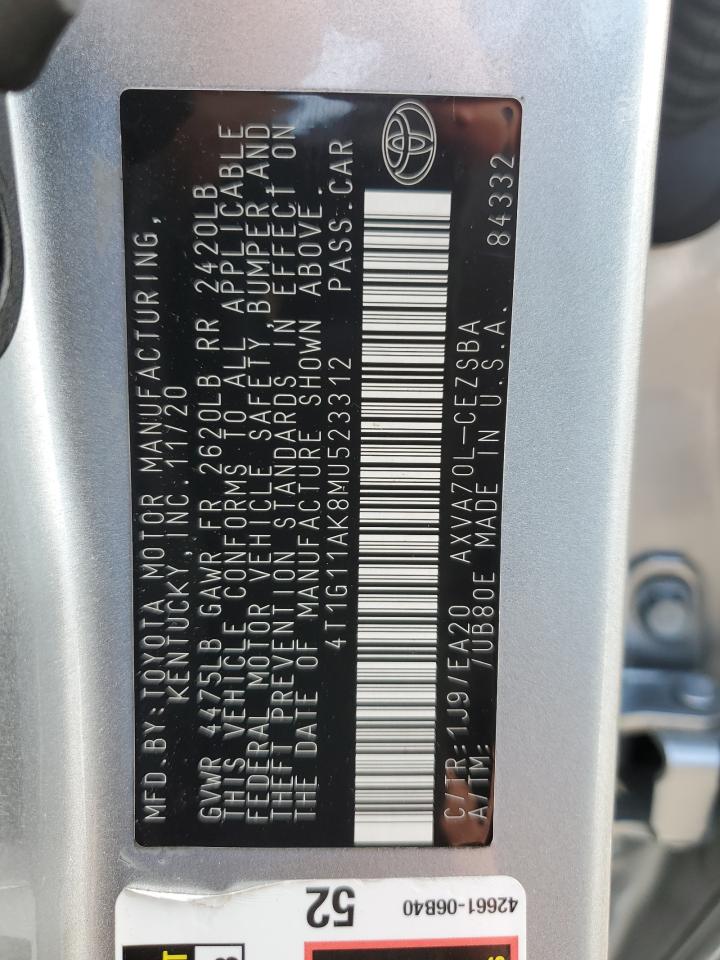 MFD.BY:TOYOTA MOTOR MANUFACTURING,
KENTUCKY,INC.11/20
GVWR 4475LB GAWR FR 2620LB RR 2420LB
THIS VEHICLE CONFORMS TO ALL APPLICABLE
FEDERAL MOTOR VEHICLE SAFETY,BUMPER,AND
THEFT PREVENTION STANDARDS IN EFFECT ON
THE DATE OF MANUFACTURE SHOWN ABOVE.
4T1G11AK8MU523312 PASS.CAR
C/TR:1J9/EA20 AXVA70L-CEZSBA
A/TM: /UB80E MADE IN U.S.A. 84332
52
42661-06B40